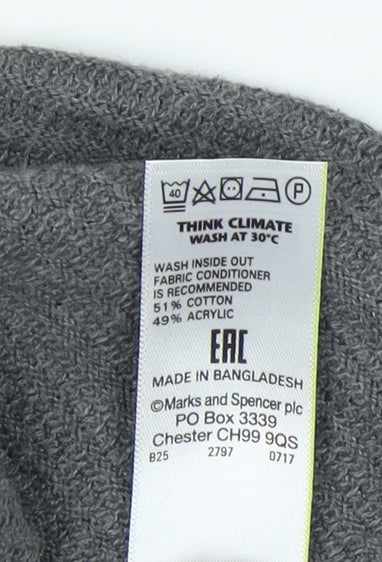 40 P
THINK CLIMATE
WASH AT 30°C
WASH INSIDE OUT
FABRIC CONDITIONER
IS RECOMMENDED
51% COTTON
49% ACRYLIC
EAC
MADE IN BANGLADESH
©Marks and Spencer plc
PO Box 3339
Chester CH99 9QS
B25 2797 0717